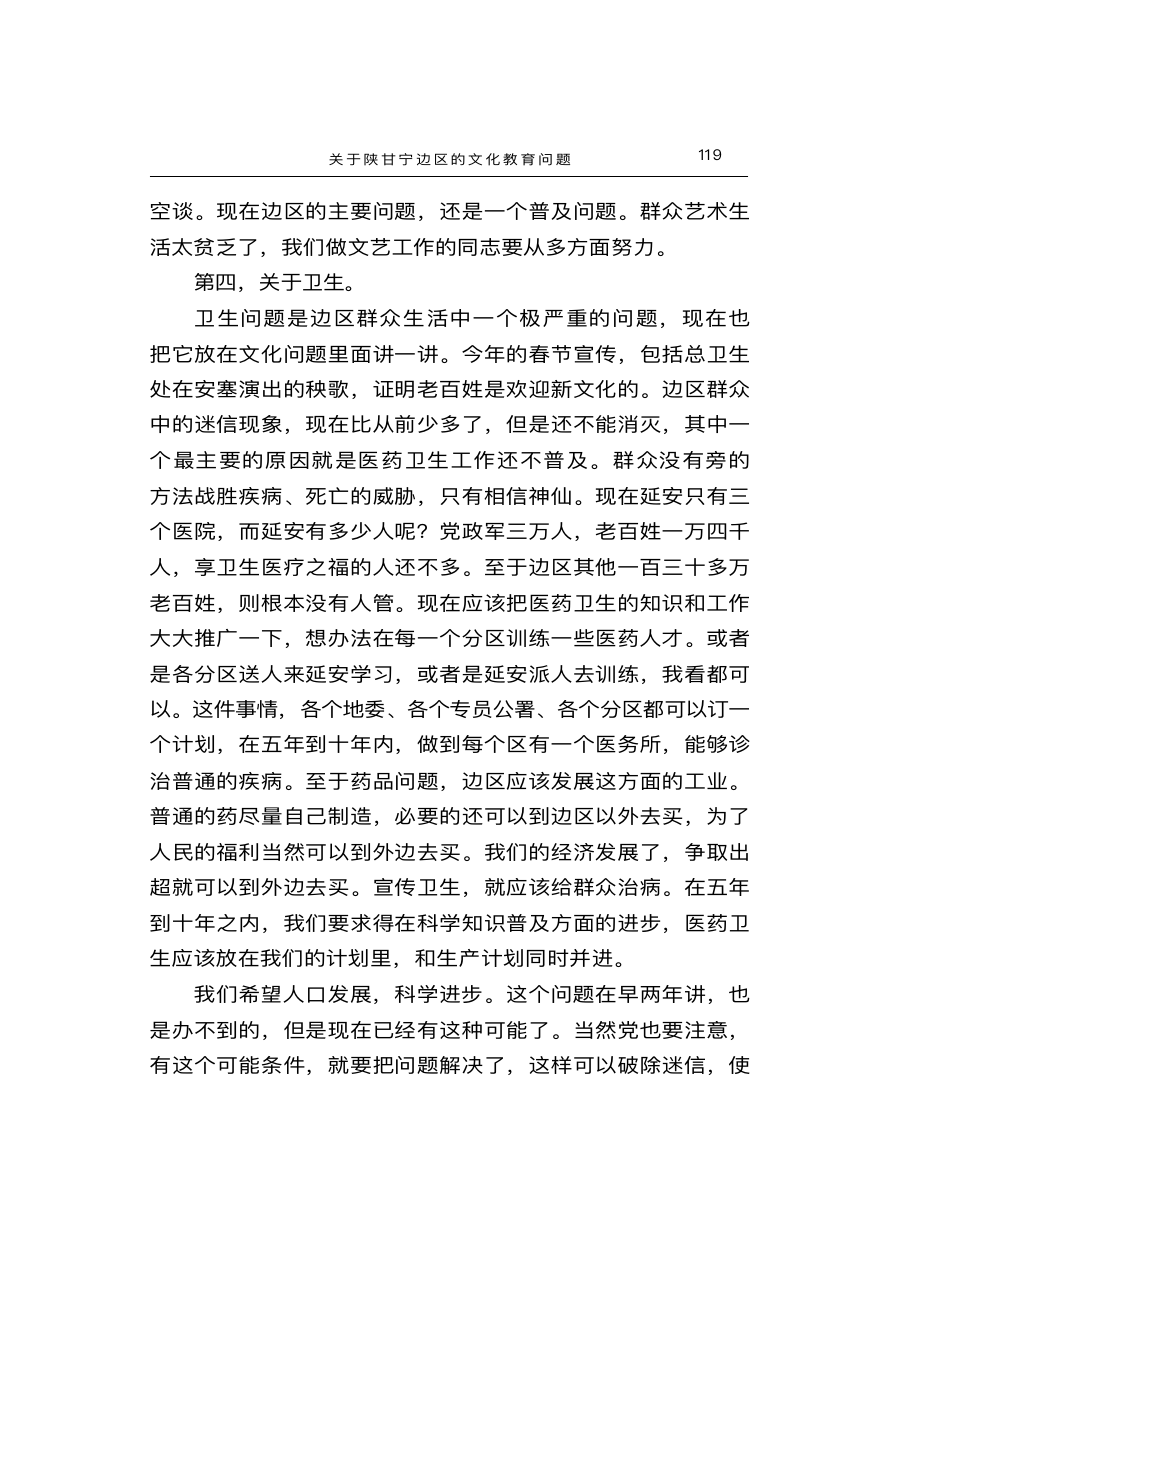 关于陕甘宁边区的文化教育问题 119
空谈。现在边区的主要问题，还是一个普及问题。群众艺术生
活太贫乏了，我们做文艺工作的同志要从多方面努力。
第四，关于卫生。
卫生问题是边区群众生活中一个极严重的问题，现在也
把它放在文化问题里面讲一讲。今年的春节宣传，包括总卫生
处在安塞演出的秧歌，证明老百姓是欢迎新文化的。边区群众
中的迷信现象，现在比从前少多了，但是还不能消灭，其中一
个最主要的原因就是医药卫生工作还不普及。群众没有旁的
方法战胜疾病、死亡的威胁，只有相信神仙。现在延安只有三
个医院，而延安有多少人呢？党政军三万人，老百姓一万四千
人，享卫生医疗之福的人还不多。至于边区其他一百三十多万
老百姓，则根本没有人管。现在应该把医药卫生的知识和工作
大大推广一下，想办法在每一个分区训练一些医药人才。或者
是各分区送人来延安学习，或者是延安派人去训练，我看都可
以。这件事情，各个地委、各个专员公署、各个分区都可以订一
个计划，在五年到十年内，做到每个区有一个医务所，能够诊
治普通的疾病。至于药品问题，边区应该发展这方面的工业。
普通的药尽量自己制造，必要的还可以到边区以外去买，为了
人民的福利当然可以到外边去买。我们的经济发展了，争取出
超就可以到外边去买。宣传卫生，就应该给群众治病。在五年
到十年之内，我们要求得在科学知识普及方面的进步，医药卫
生应该放在我们的计划里，和生产计划同时并进。
我们希望人口发展，科学进步。这个问题在早两年讲，也
是办不到的，但是现在已经有这种可能了。当然党也要注意，
有这个可能条件，就要把问题解决了，这样可以破除迷信，使